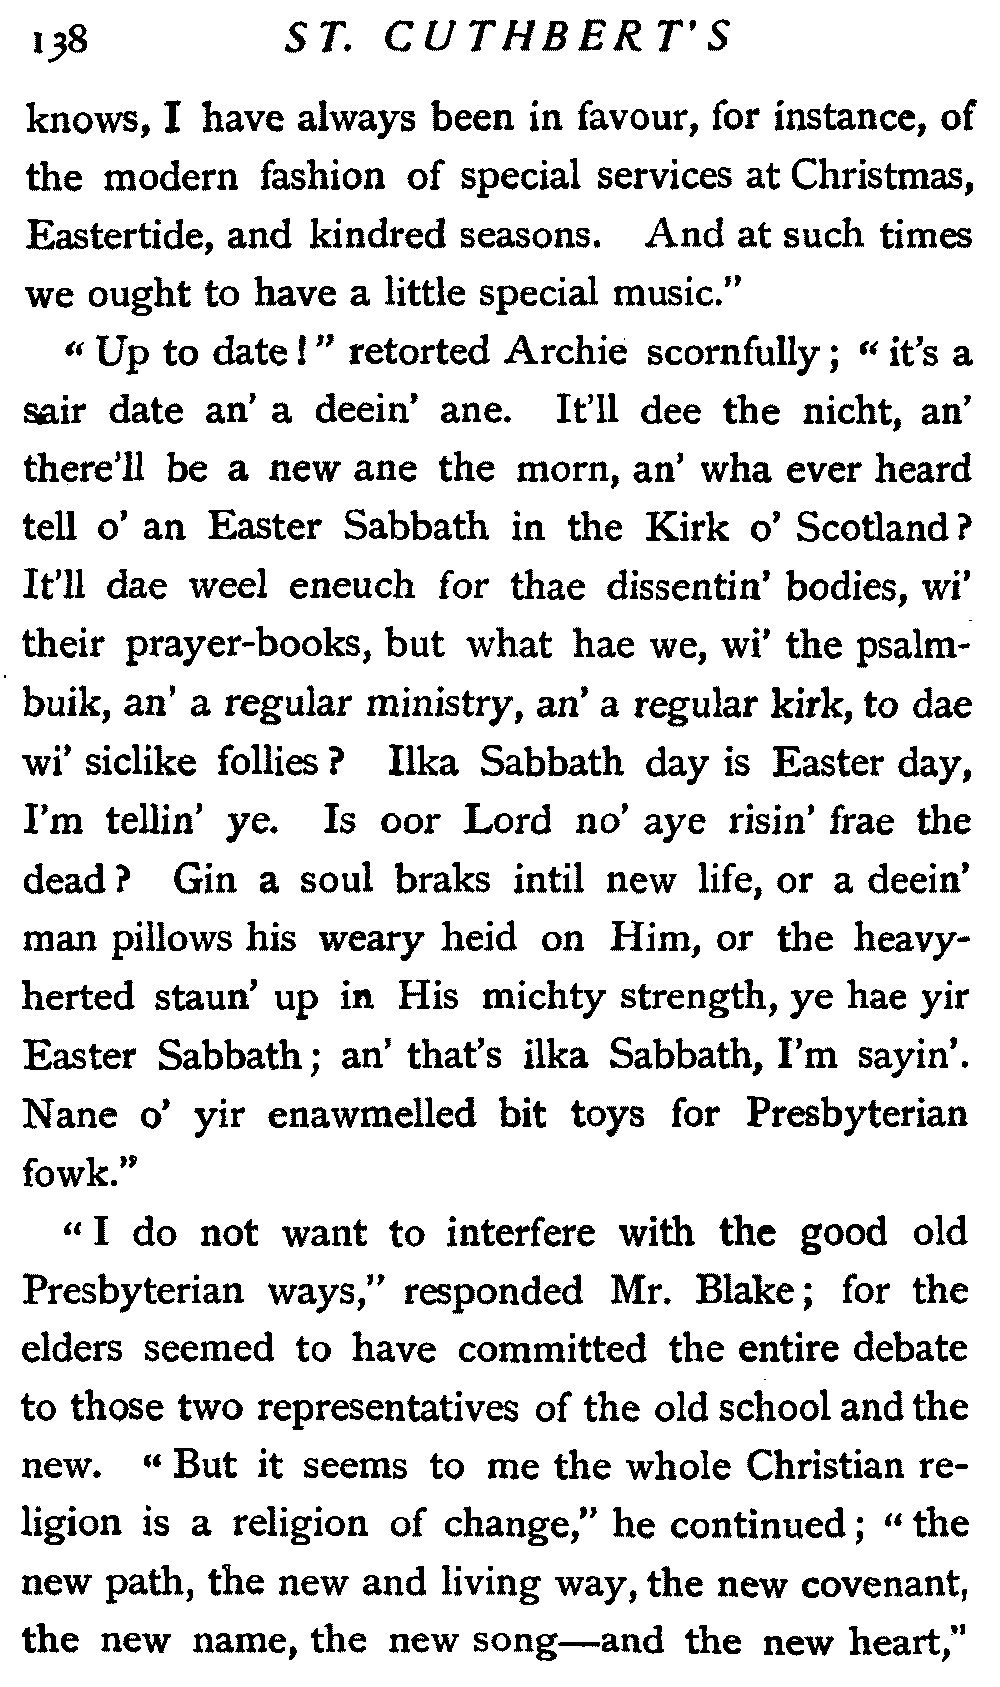 138 ST. CUTHBERT'S
knows, I have always been in favour, for instance, of
the modern fashion of special services at Christmas,
Eastertide, and kindred seasons. And at such times
we ought to have a little special music."
"Up to date!" retorted Archie scornfully; "it's a
sair date an' a deein' ane. It'll dee the nicht, an'
there'll be a new ane the morn, an' wha ever heard
tell o' an Easter Sabbath in the Kirk o' Scotland?
It'll dae weel eneuch for thae dissentin' bodies, wi'
their prayer-books, but what hae we, wi' the psalm-
buik, an' a regular ministry, an' a regular kirk, to dae
wi' siclike follies? Ilka Sabbath day is Easter day,
I'm tellin' ye. Is oor Lord no' aye risin' frae the
dead? Gin a soul braks intil new life, or a deein'
man pillows his weary heid on Him, or the heavy-
herted staun' up in His michty strength, ye hae yir
Easter Sabbath; an' that's ilka Sabbath, I'm sayin'.
Nane o' yir enawmelled bit toys for Presbyterian
fowk."
"I do not want to interfere with the good old
Presbyterian ways," responded Mr. Blake; for the
elders seemed to have committed the entire debate
to those two representatives of the old school and the
new. "But it seems to me the whole Christian re-
ligion is a religion of change," he continued; "the
new path, the new and living way, the new covenant,
the new name, the new song—and the new heart,"